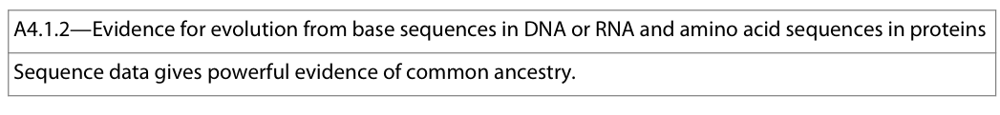 A4.1.2—Evidence for evolution from base sequences in DNA or RNA and amino acid sequences in proteins
Sequence data gives powerful evidence of common ancestry.